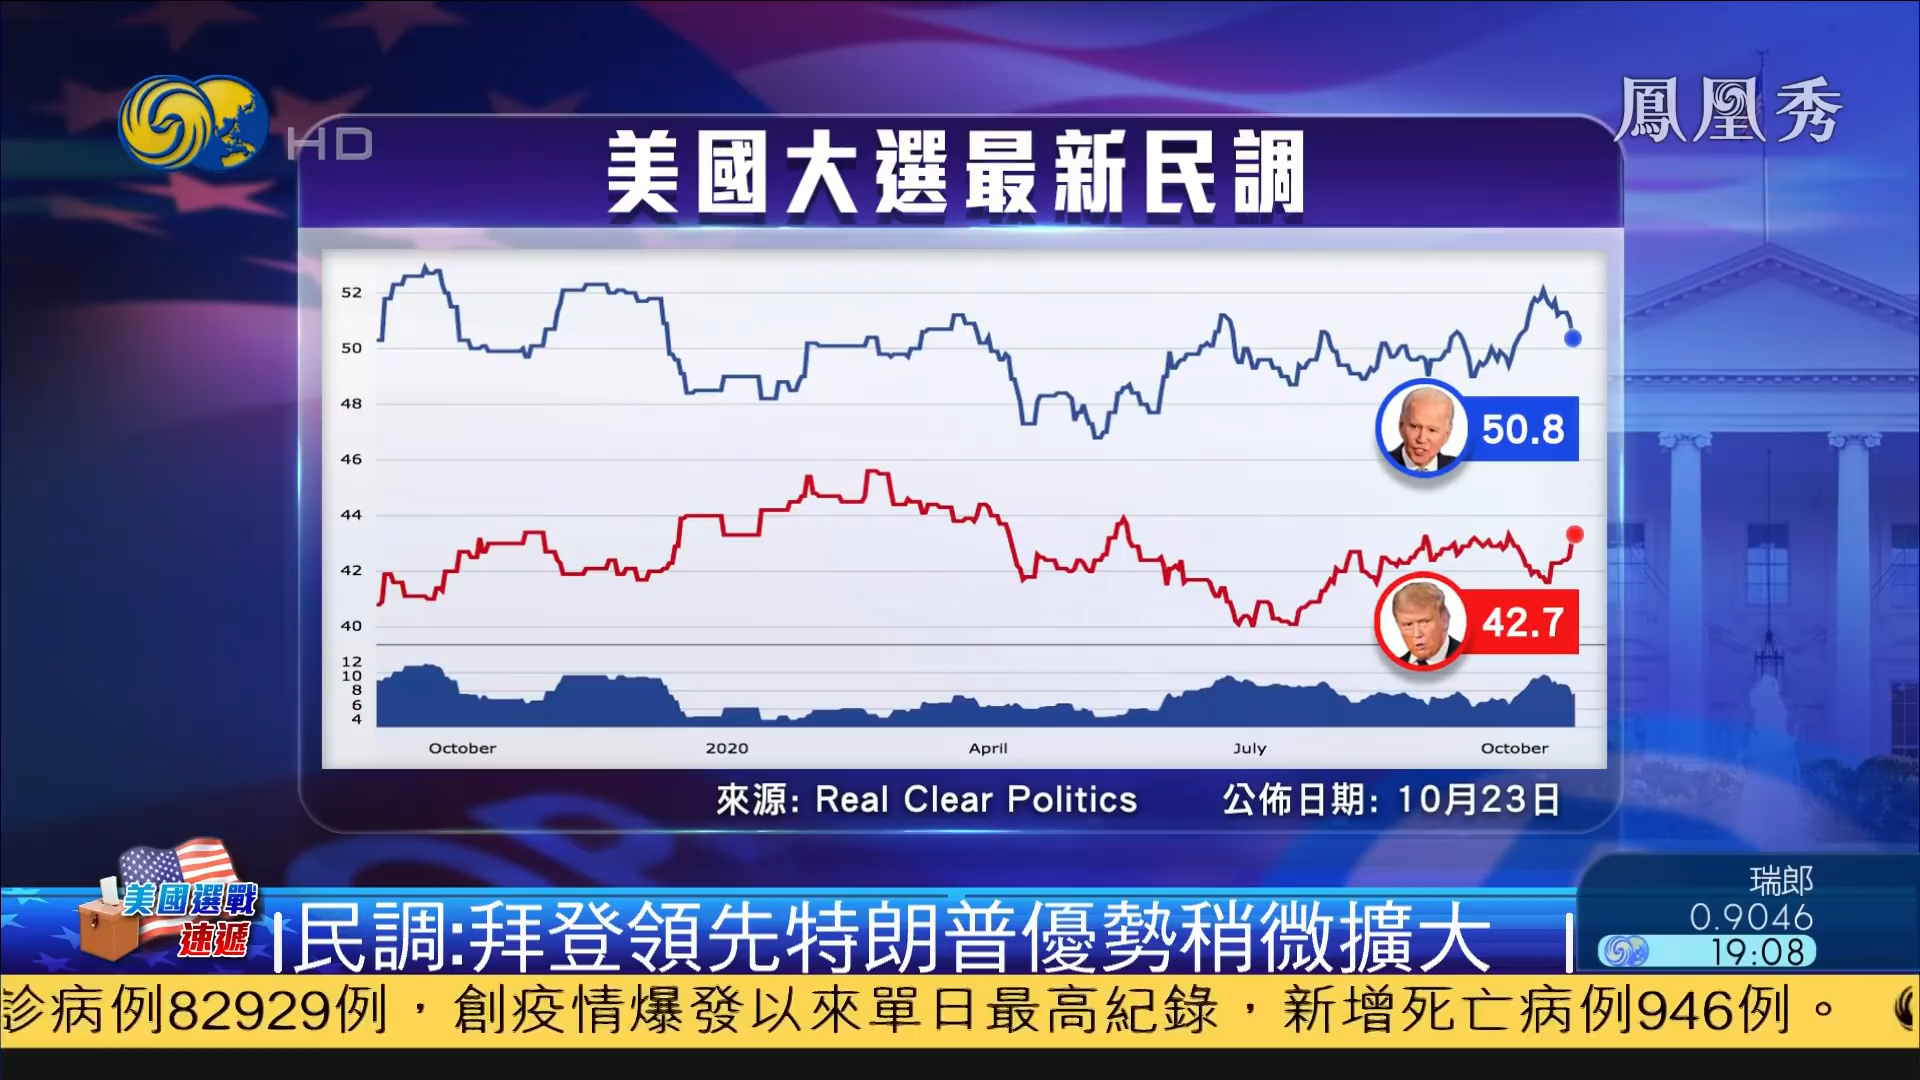 HD
鳳凰秀
美國大選最新民調
52
50
48
46
44
42
40
12
10
8
6
4
50.8
42.7
October
2020
April
July
October
來源: Real Clear Politics
公佈日期: 10月23日
美國選戰
速遞
民調:拜登領先特朗普優勢稍微擴大
瑞郎
0.9046
19:08
診病例82929例，創疫情爆發以來單日最高紀錄，新增死亡病例946例。